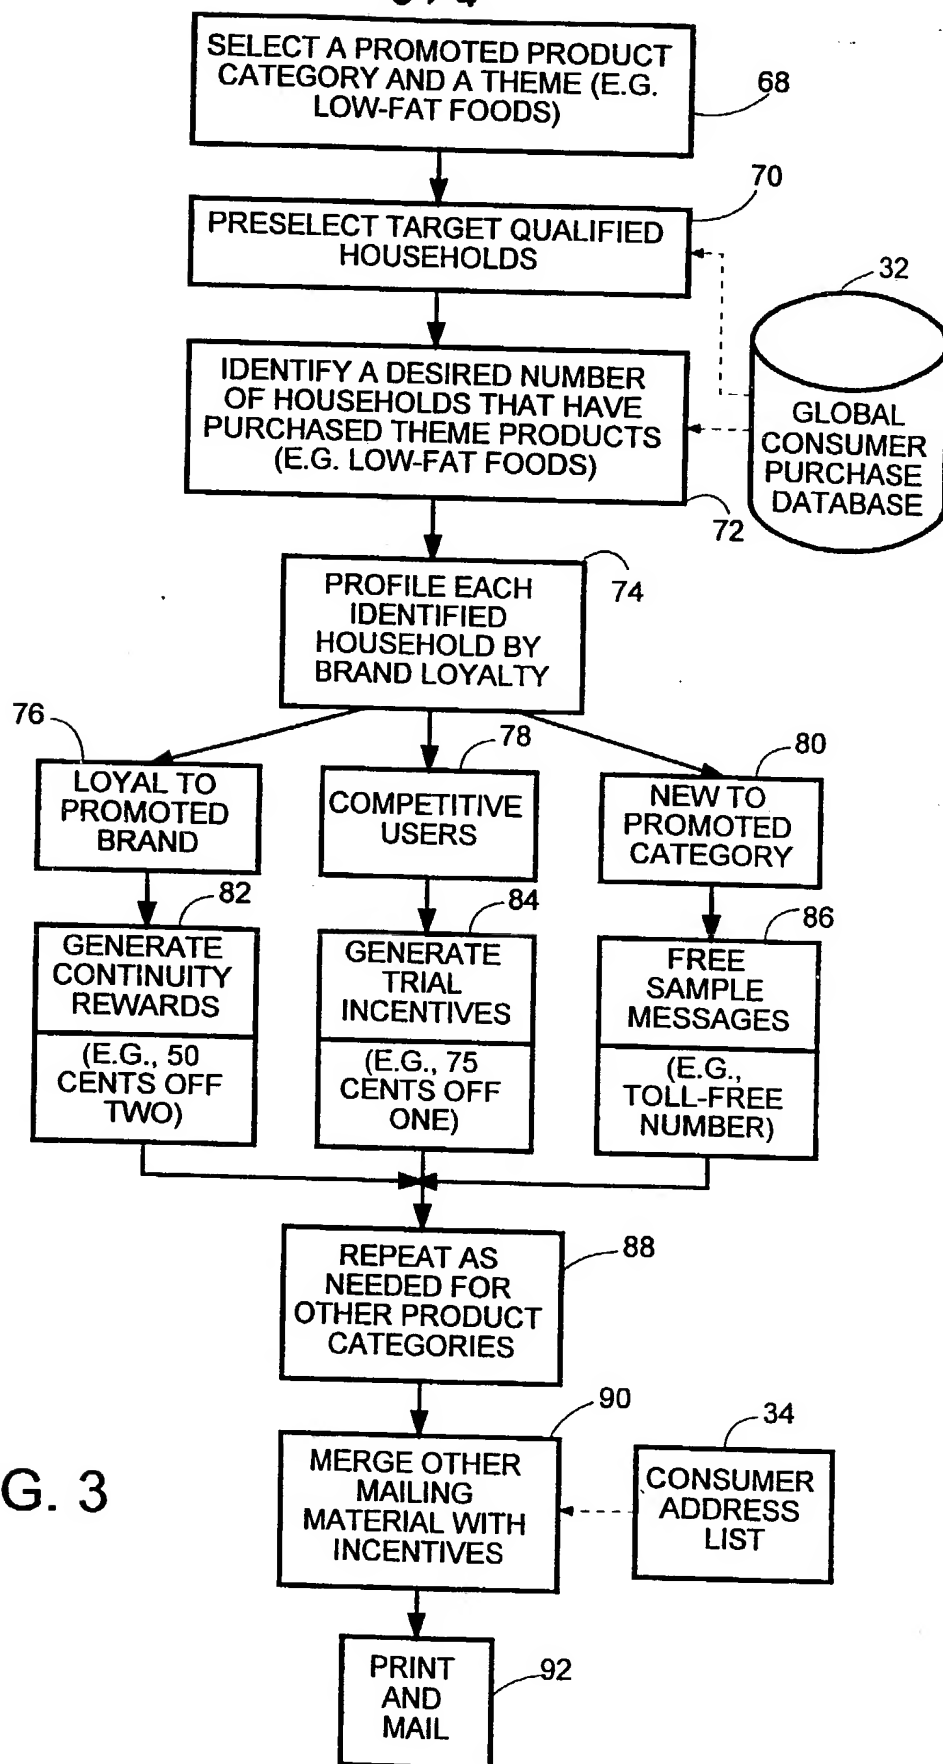 SELECT A PROMOTED PRODUCT
CATEGORY AND A THEME (E.G.
LOW-FAT FOODS)
68
70
PRESELECT TARGET QUALIFIED
HOUSEHOLDS
32
IDENTIFY A DESIRED NUMBER
OF HOUSEHOLDS THAT HAVE
PURCHASED THEME PRODUCTS
(E.G. LOW-FAT FOODS)
72
GLOBAL
CONSUMER
PURCHASE
DATABASE
PROFILE EACH
IDENTIFIED
HOUSEHOLD BY
BRAND LOYALTY
74
76
LOYAL TO
PROMOTED
BRAND
78
COMPETITIVE
USERS
80
NEW TO
PROMOTED
CATEGORY
82
GENERATE
CONTINUITY
REWARDS
(E.G., 50
CENTS OFF
TWO)
84
GENERATE
TRIAL
INCENTIVES
(E.G., 75
CENTS OFF
ONE)
86
FREE
SAMPLE
MESSAGES
(E.G.,
TOLL-FREE
NUMBER)
REPEAT AS
NEEDED FOR
OTHER PRODUCT
CATEGORIES
88
90
MERGE OTHER
MAILING
MATERIAL WITH
INCENTIVES
34
CONSUMER
ADDRESS
LIST
G. 3
PRINT
AND
MAIL
92